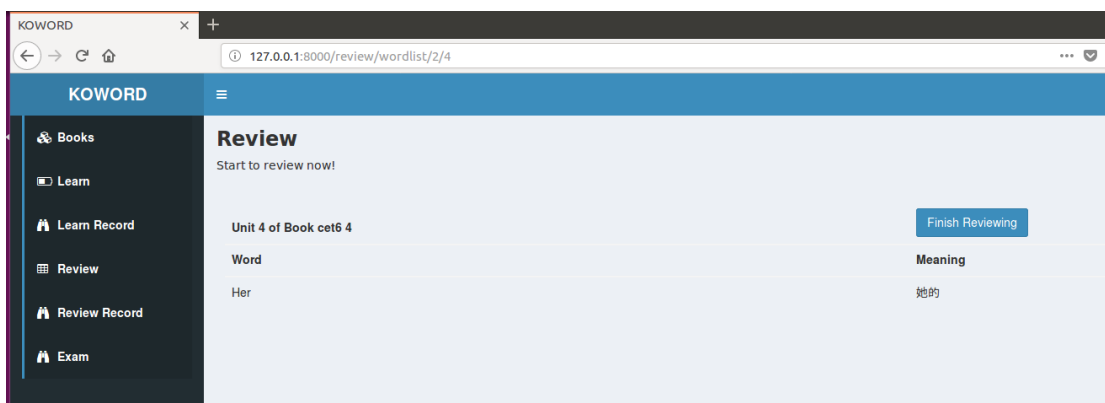 KOWORD
127.0.0.1:8000/review/wordlist/2/4
KOWORD
Books
Learn
Learn Record
Review
Review Record
Exam
Review
Start to review now!
Unit 4 of Book cet6 4 Finish Reviewing
Word Meaning
Her 她的